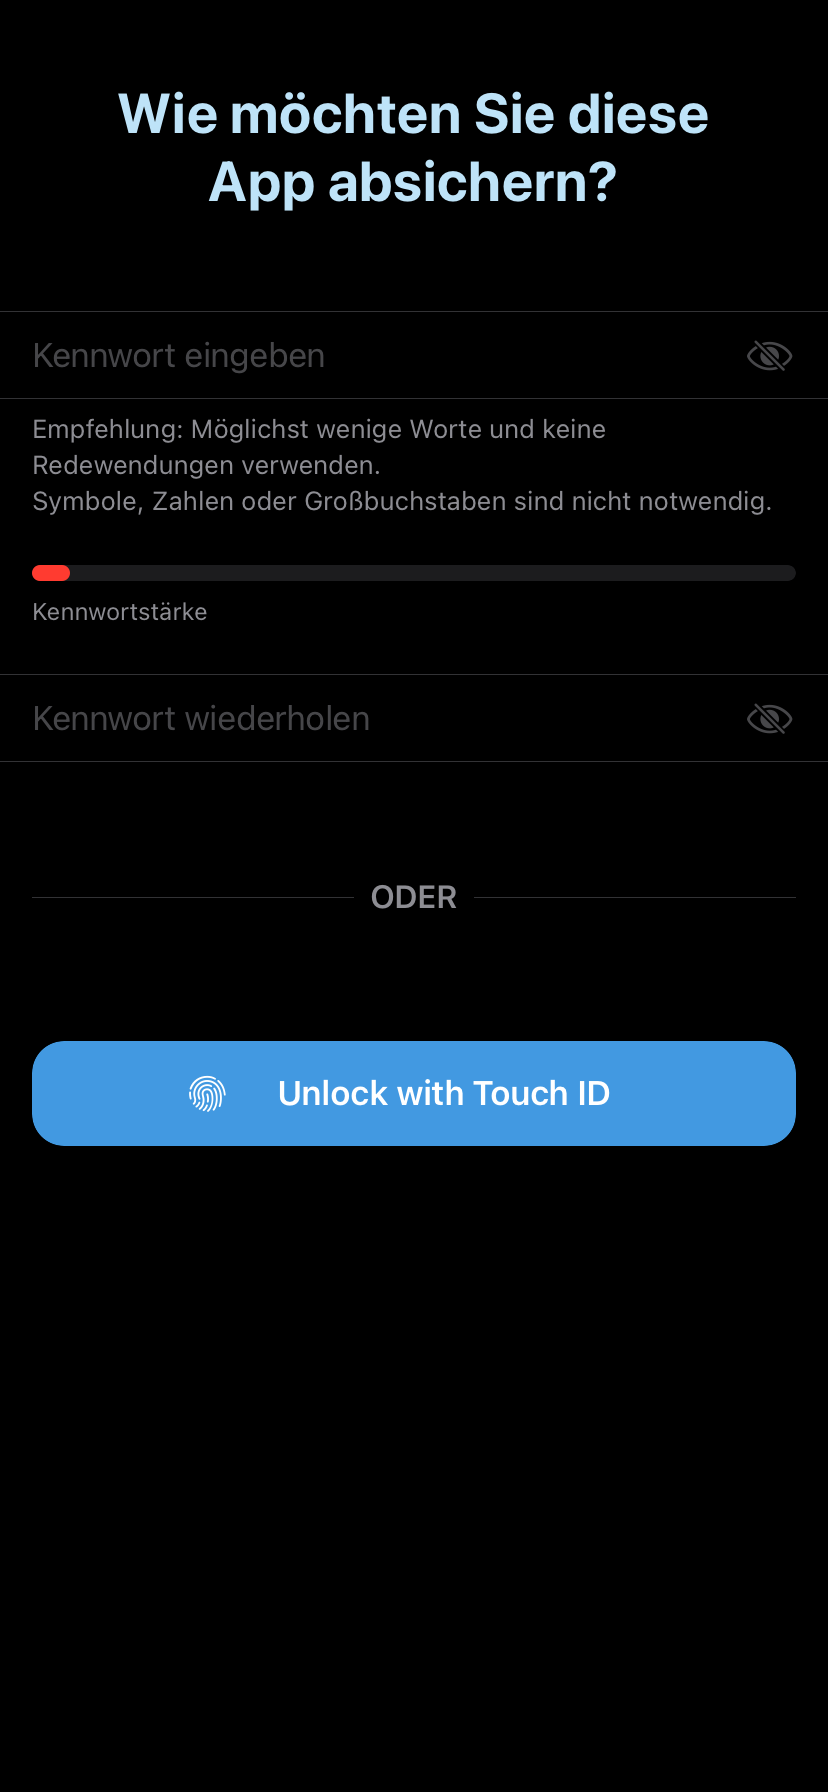 Wie möchten Sie diese
App absichern?
Kennwort eingeben
Empfehlung: Möglichst wenige Worte und keine
Redewendungen verwenden.
Symbole, Zahlen oder Großbuchstaben sind nicht notwendig.
Kennwortstärke
Kennwort wiederholen
ODER
Unlock with Touch ID